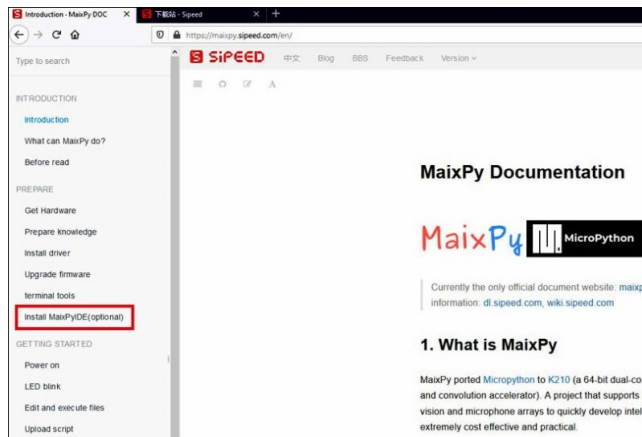 Introduction - MaixPy DOC
下载站 - Sipeed
https://maixpy.sipeed.com/en/
Type to search
SiPEED
中文 Blog BBS Feedback Version
A
INTRODUCTION
Introduction
What can MaixPy do?
Before read
PREPARE
Get Hardware
Prepare knowledge
Install driver
Upgrade firmware
terminal tools
Install MaixPyIDE(optional)
GETTING STARTED
Power on
LED blink
Edit and execute files
Upload script
MaixPy Documentation
MaixPy MicroPython
Currently the only official document website: maixp
information: dl.sipeed.com, wiki.sipeed.com
1. What is MaixPy
MaixPy ported Micropython to K210 (a 64-bit dual-co
and convolution accelerator). A project that supports
vision and microphone arrays to quickly develop intel
extremely cost effective and practical.